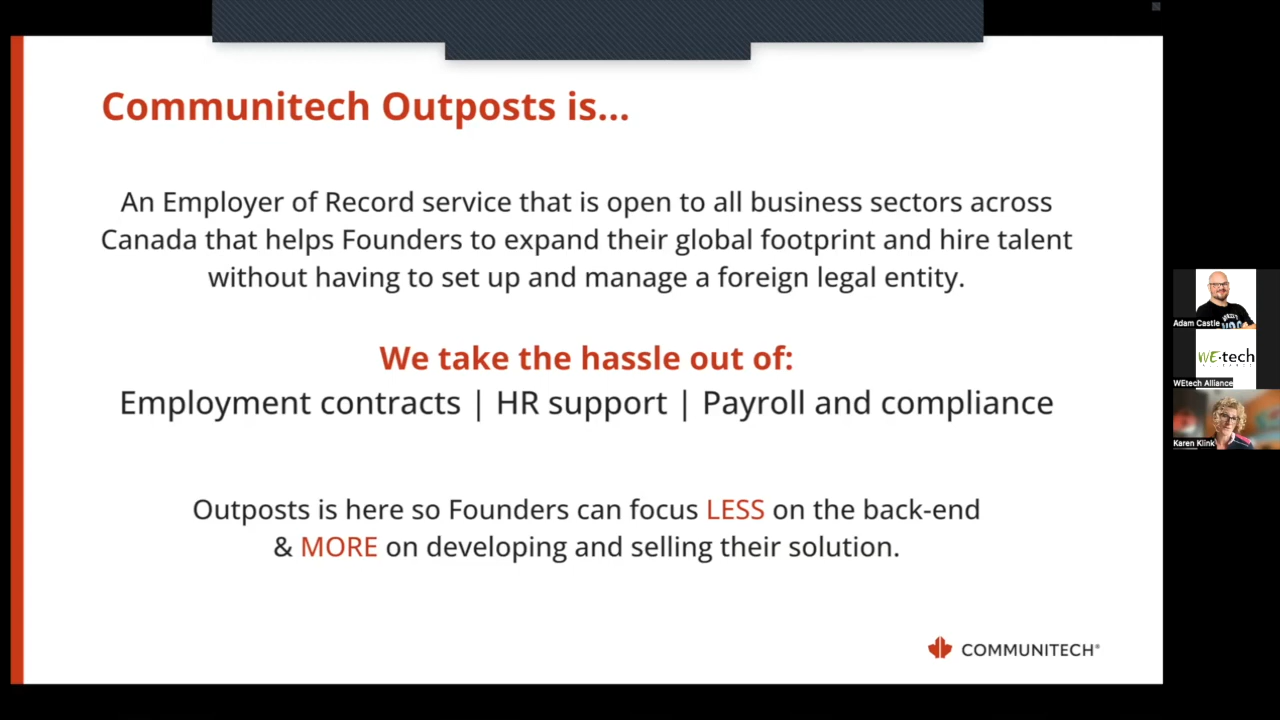 Communitech Outposts is...
An Employer of Record service that is open to all business sectors across
Canada that helps Founders to expand their global footprint and hire talent
without having to set up and manage a foreign legal entity.
We take the hassle out of:
Employment contracts | HR support | Payroll and compliance
Outposts is here so Founders can focus LESS on the back-end
& MORE on developing and selling their solution.
COMMUNITECH®
Adam Castle
WE·tech
WEtech Alliance
Karen Klink